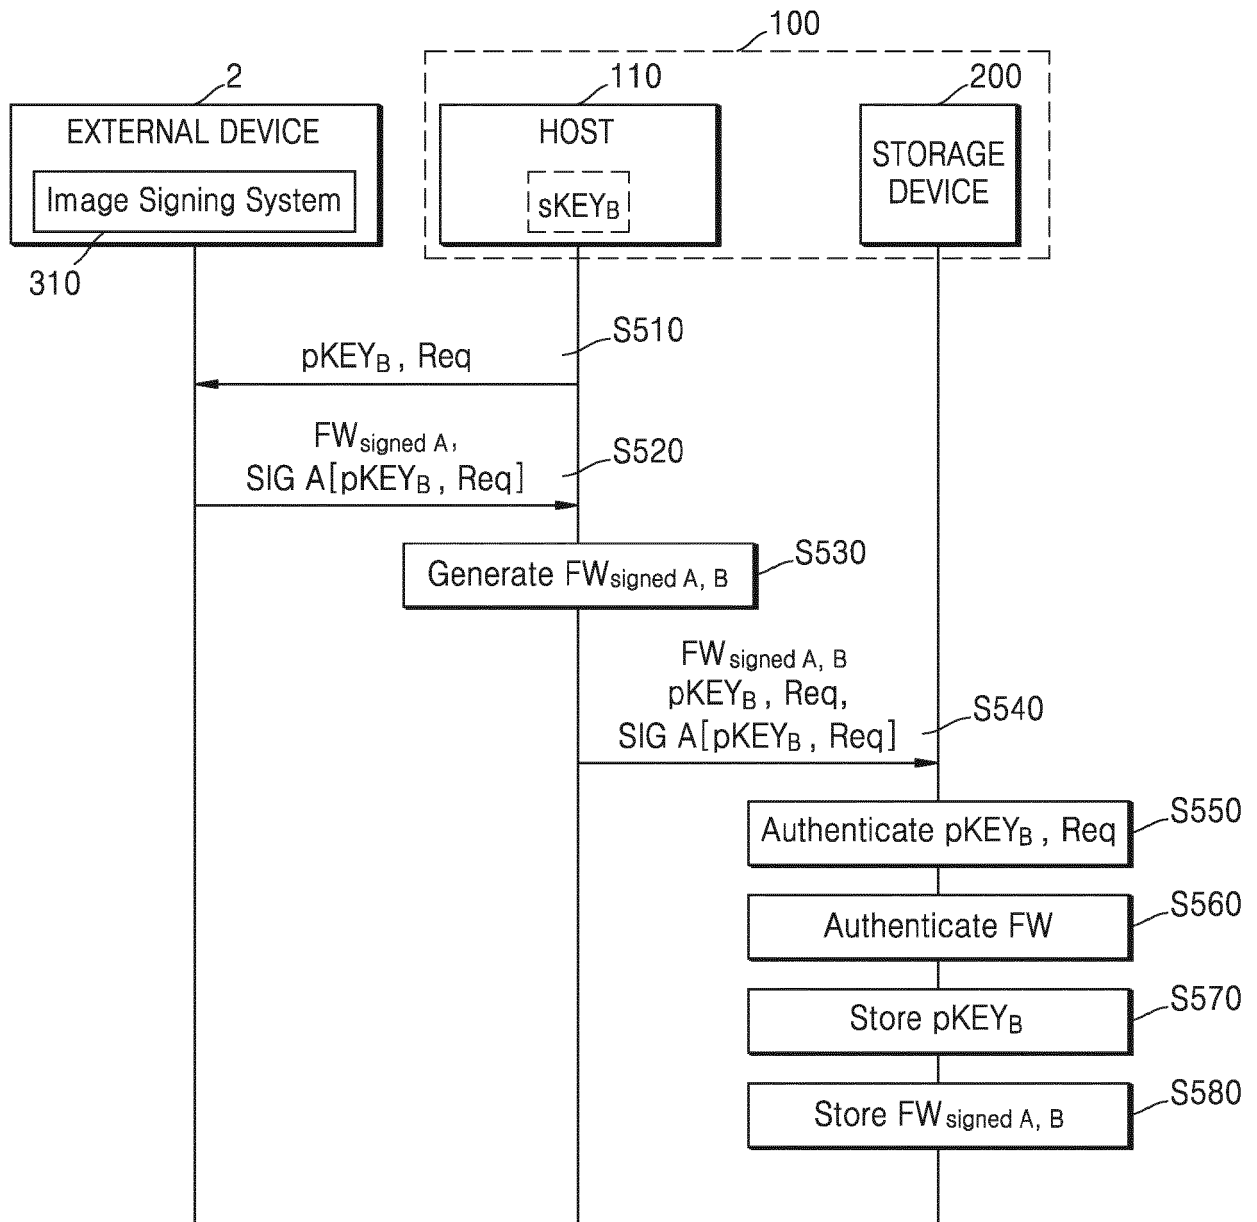 100
2
110
200
EXTERNAL DEVICE
HOST
STORAGE
DEVICE
Image Signing System
sKEYB
310
S510
pKEYB , Req
FWsigned A,
S520
SIG A[pKEYB , Req]
S530
Generate FWsigned A, B
FWsigned A, B
pKEYB , Req,
S540
SIG A[pKEYB , Req]
S550
Authenticate pKEYB , Req
S560
Authenticate FW
S570
Store pKEYB
S580
Store FWsigned A, B